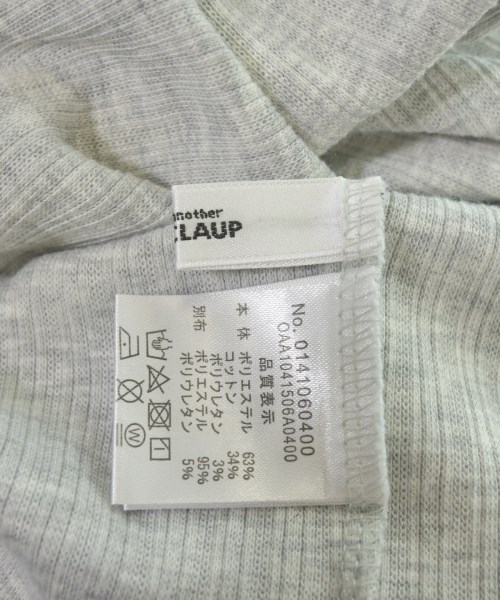 another
CLAUP
No. 0141060400
OAA1041506A0400
品質表示
本体 ポリエステル 63%
コットン 34%
ポリウレタン 3%
別布 ポリエステル 95%
ポリウレタン 5%
W